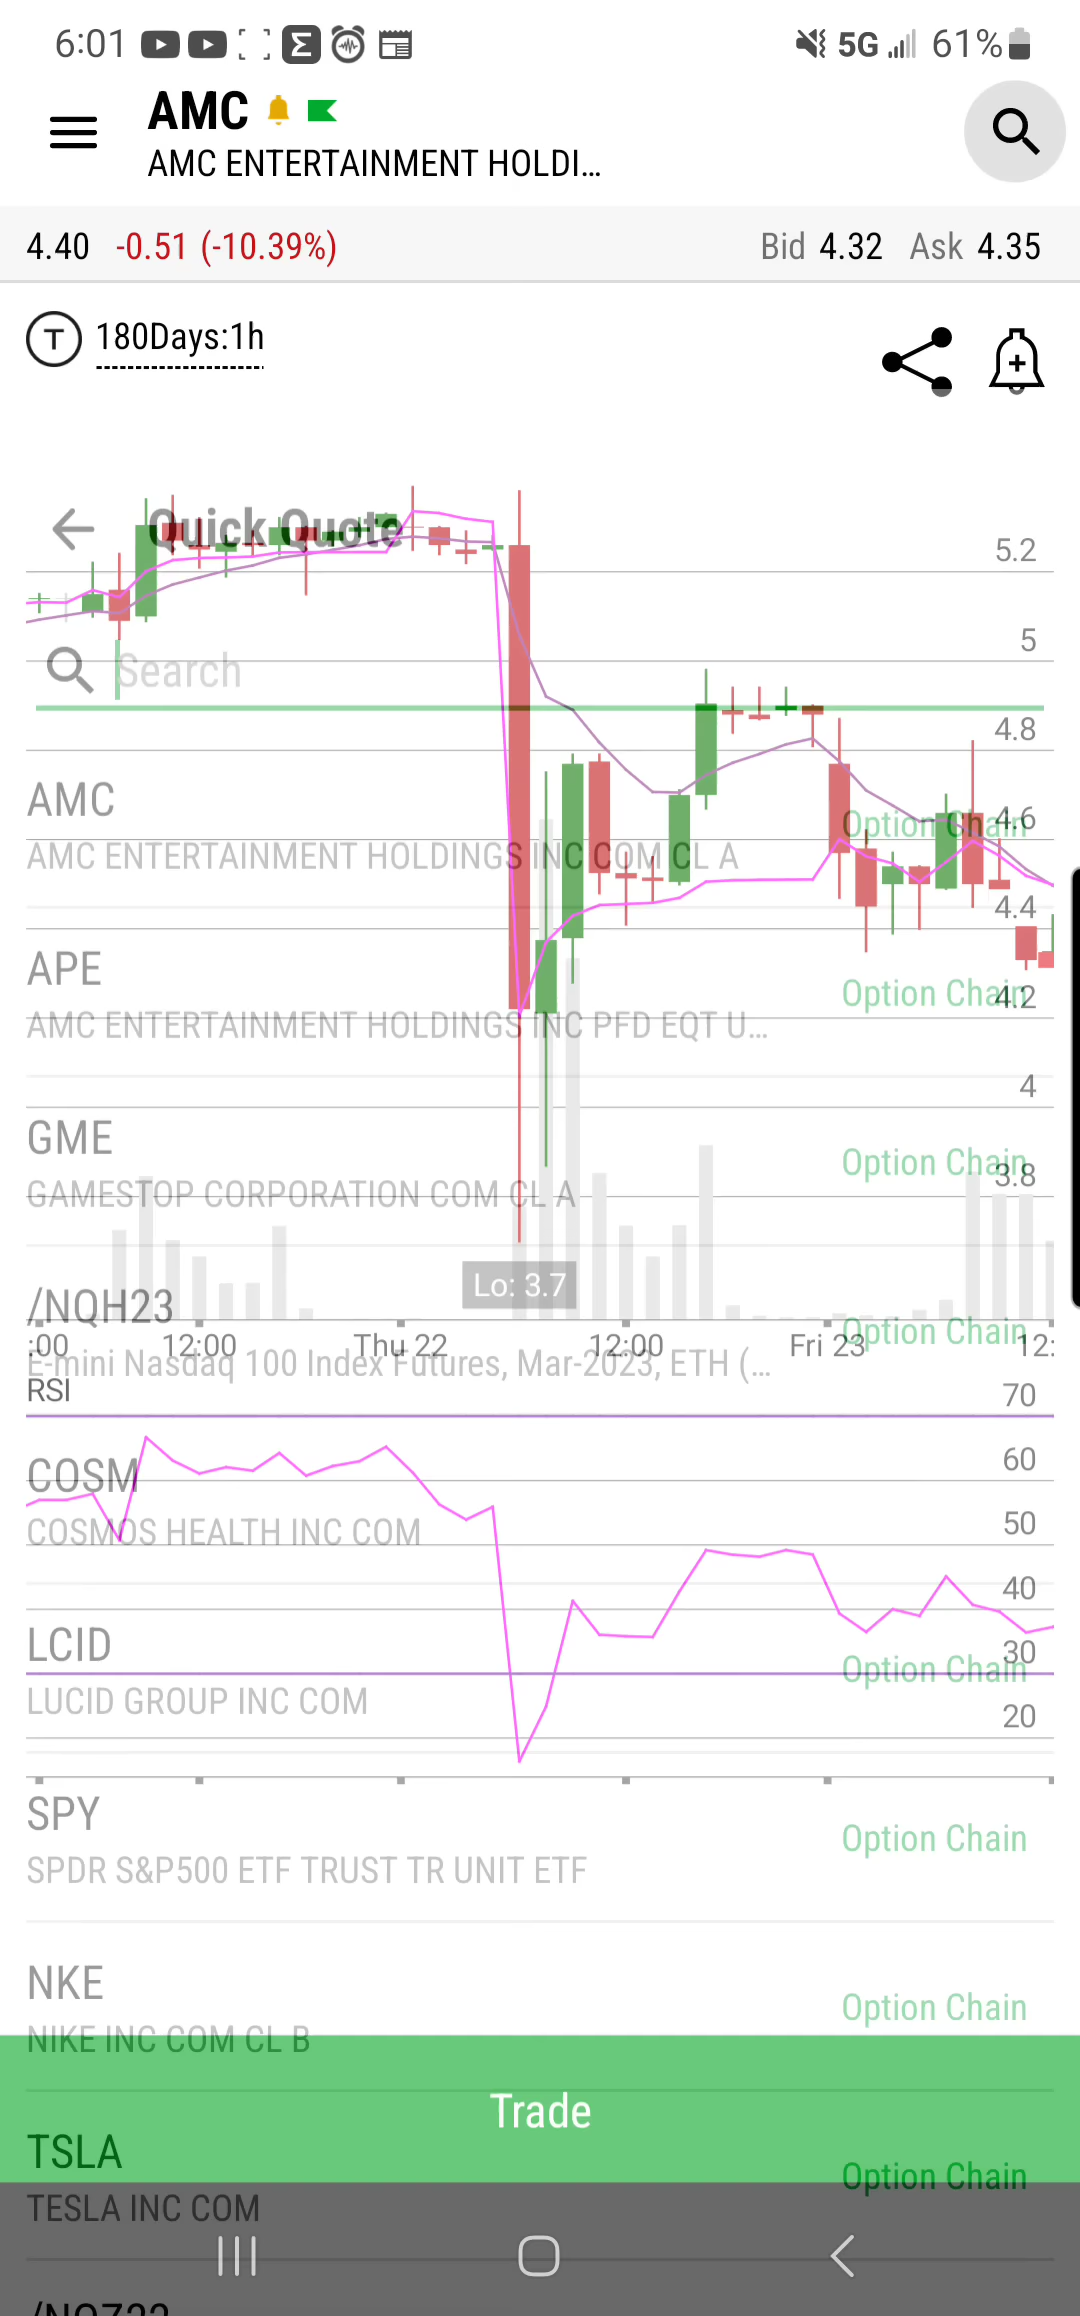 6:01 5G 61%
AMC
AMC ENTERTAINMENT HOLDI...
4.40 -0.51 (-10.39%) Bid 4.32 Ask 4.35
T 180Days:1h
Quick Quote
5.2
5
Search
4.8
AMC
Option Chain
4.6
AMC ENTERTAINMENT HOLDINGS INC COM CL A
4.4
APE
Option Chain
4.2
AMC ENTERTAINMENT HOLDINGS INC PFD EQT U...
4
GME
Option Chain
3.8
GAMESTOP CORPORATION COM CL A
Lo: 3.7
/NQH23
Option Chain
:00 12:00 Thu 22 12:00 Fri 23 12:
E-mini Nasdaq 100 Index Futures, Mar-2023, ETH (...
RSI
70
60
COSM
50
COSMOS HEALTH INC COM
40
LCID
30
Option Chain
LUCID GROUP INC COM
20
SPY
Option Chain
SPDR S&P500 ETF TRUST TR UNIT ETF
NKE
Option Chain
NIKE INC COM CL B
Trade
TSLA
Option Chain
TESLA INC COM